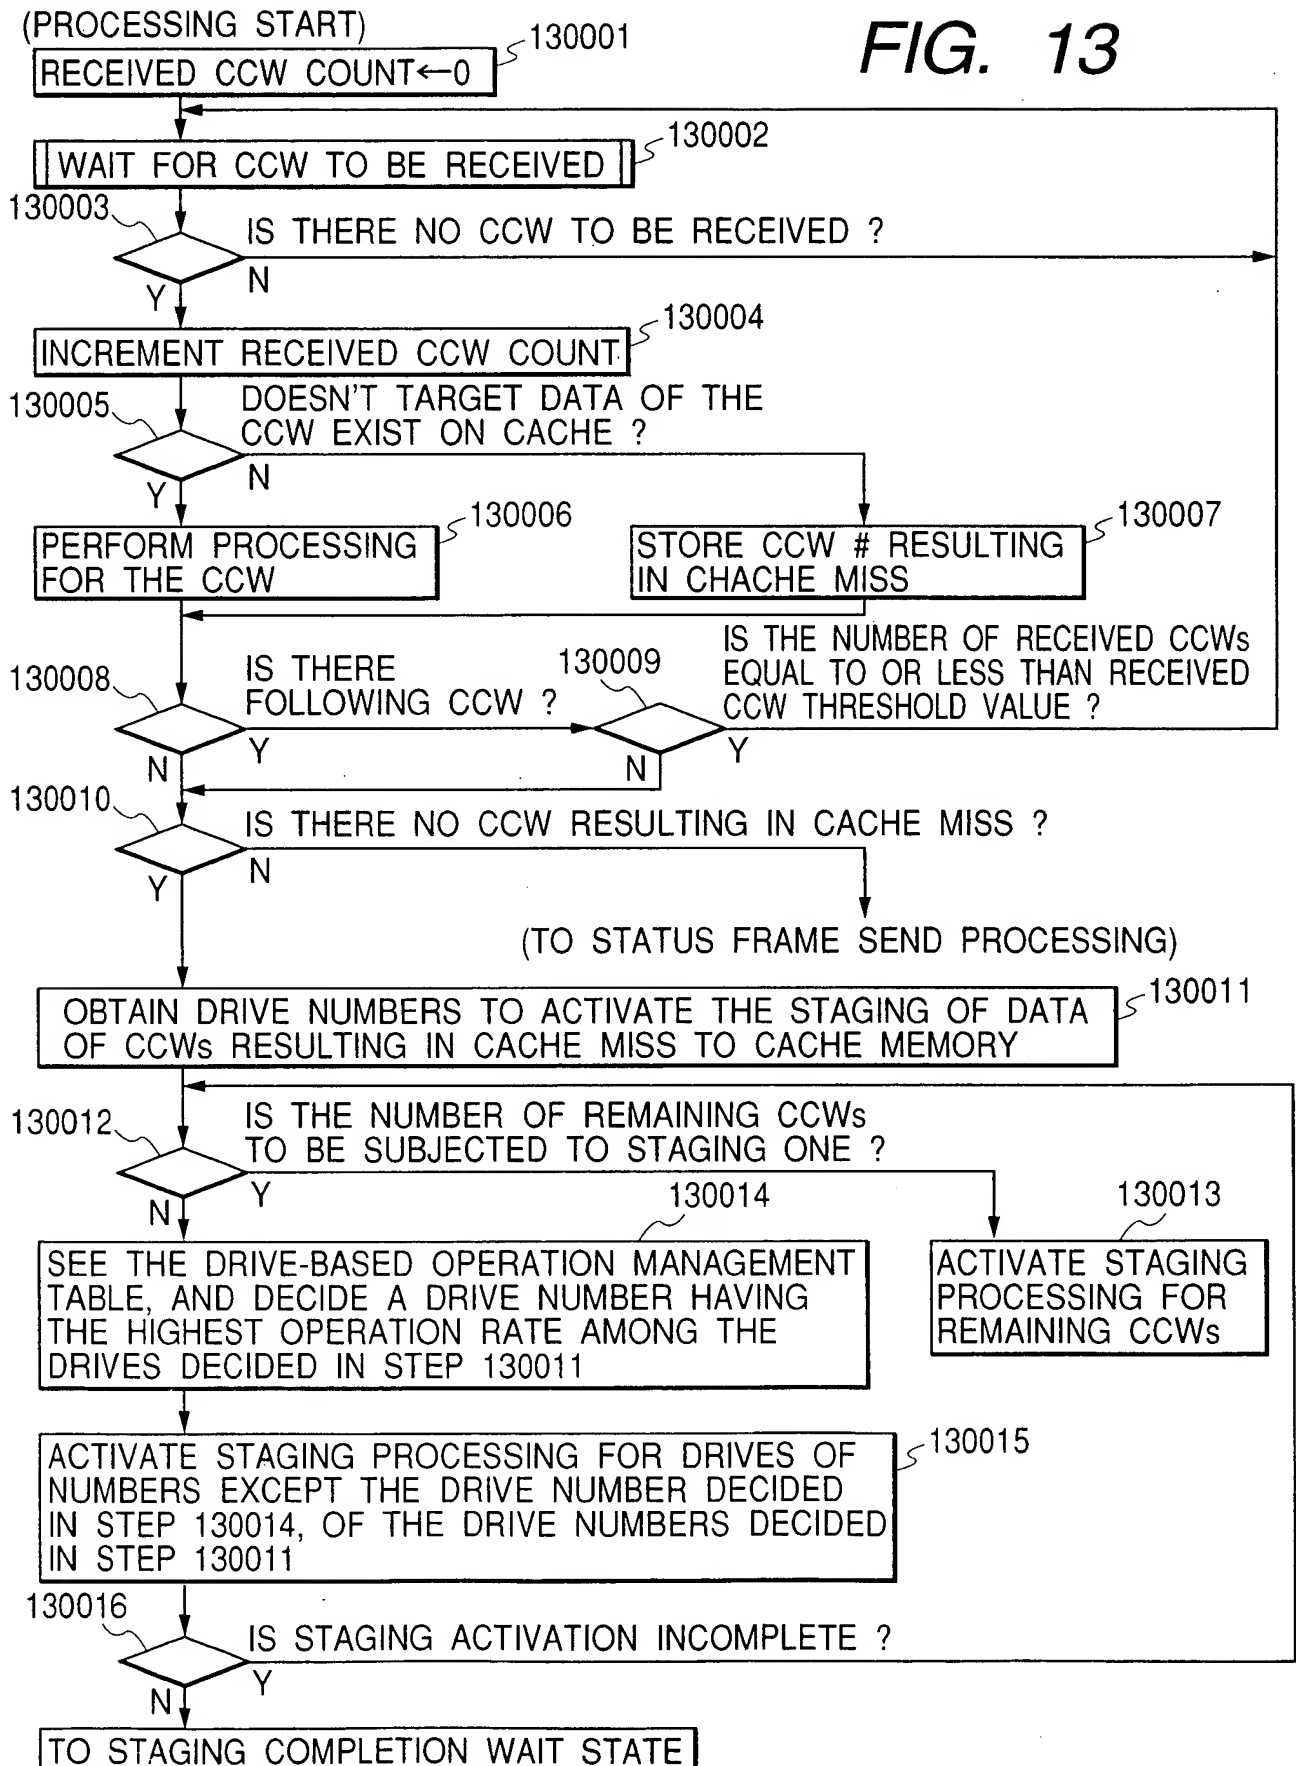 (PROCESSING START)
130001
FIG. 13
RECEIVED CCW COUNT←0
130002
WAIT FOR CCW TO BE RECEIVED
130003
IS THERE NO CCW TO BE RECEIVED ?
N
Y
130004
INCREMENT RECEIVED CCW COUNT
130005
DOESN'T TARGET DATA OF THE
CCW EXIST ON CACHE ?
N
Y
130006
PERFORM PROCESSING
FOR THE CCW
130007
STORE CCW # RESULTING
IN CHACHE MISS
130008
IS THERE
FOLLOWING CCW ?
130009
IS THE NUMBER OF RECEIVED CCWs
EQUAL TO OR LESS THAN RECEIVED
CCW THRESHOLD VALUE ?
Y
Y
N
N
130010
IS THERE NO CCW RESULTING IN CACHE MISS ?
N
Y
(TO STATUS FRAME SEND PROCESSING)
130011
OBTAIN DRIVE NUMBERS TO ACTIVATE THE STAGING OF DATA
OF CCWs RESULTING IN CACHE MISS TO CACHE MEMORY
130012
IS THE NUMBER OF REMAINING CCWs
TO BE SUBJECTED TO STAGING ONE ?
Y
N
130014
SEE THE DRIVE-BASED OPERATION MANAGEMENT
TABLE, AND DECIDE A DRIVE NUMBER HAVING
THE HIGHEST OPERATION RATE AMONG THE
DRIVES DECIDED IN STEP 130011
130013
ACTIVATE STAGING
PROCESSING FOR
REMAINING CCWs
130015
ACTIVATE STAGING PROCESSING FOR DRIVES OF
NUMBERS EXCEPT THE DRIVE NUMBER DECIDED
IN STEP 130014, OF THE DRIVE NUMBERS DECIDED
IN STEP 130011
130016
IS STAGING ACTIVATION INCOMPLETE ?
Y
N
TO STAGING COMPLETION WAIT STATE